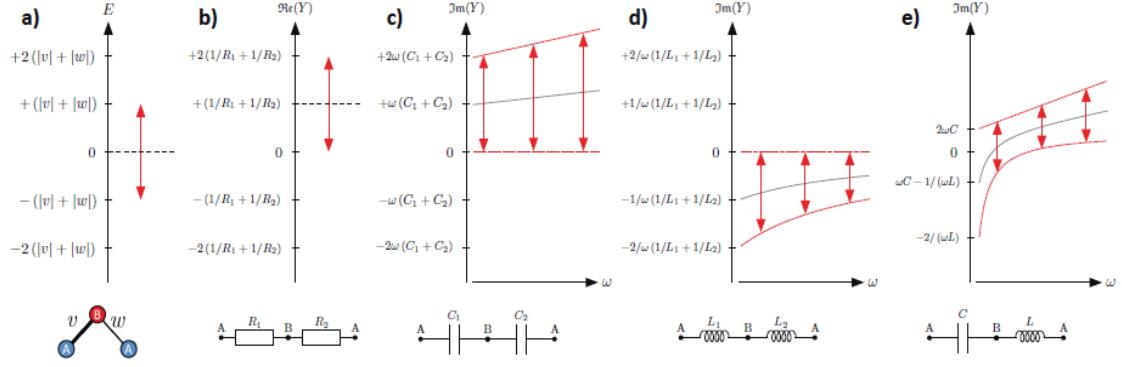 a)
E
+2(|v| + |w|)
+(|v| + |w|)
0
−(|v| + |w|)
−2(|v| + |w|)
v
B
w
A
A
b)
ℜe(Y)
+2(1/R₁ + 1/R₂)
+(1/R₁ + 1/R₂)
0
−(1/R₁ + 1/R₂)
−2(1/R₁ + 1/R₂)
A
R₁
B
R₂
A
c)
ℑm(Y)
+2ω(C₁ + C₂)
+ω(C₁ + C₂)
0
−ω(C₁ + C₂)
−2ω(C₁ + C₂)
ω
A
C₁
B
C₂
A
d)
ℑm(Y)
+2/ω(1/L₁ + 1/L₂)
+1/ω(1/L₁ + 1/L₂)
0
−1/ω(1/L₁ + 1/L₂)
−2/ω(1/L₁ + 1/L₂)
ω
A
L₁
B
L₂
A
e)
ℑm(Y)
2ωC
0
ωC − 1/(ωL)
−2/(ωL)
ω
A
C
B
L
A